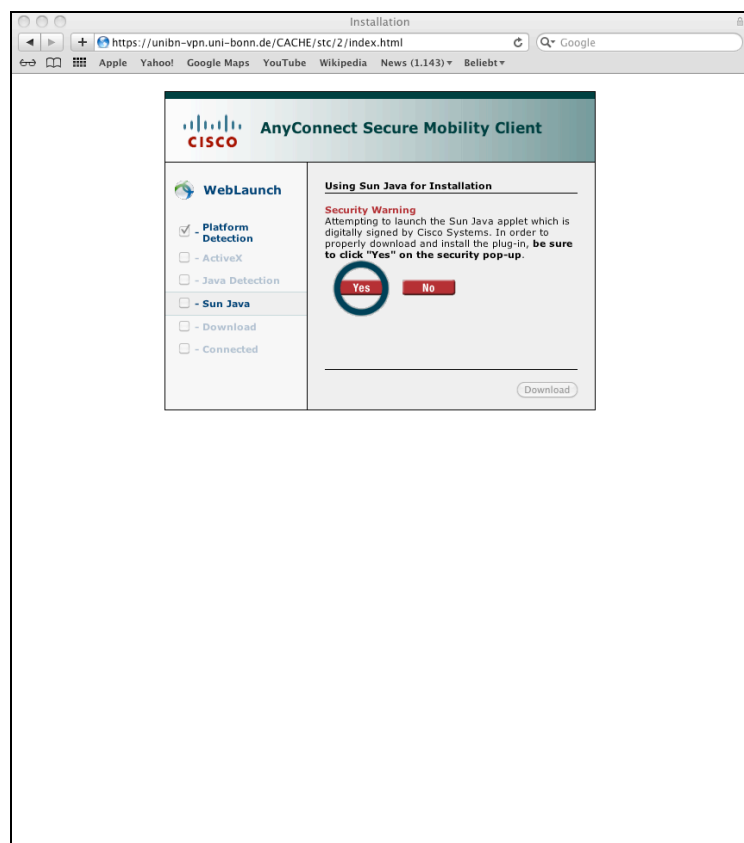 Installation
https://unibn-vpn.uni-bonn.de/CACHE/stc/2/index.html
Google
Apple Yahoo! Google Maps YouTube Wikipedia News (1.143) Beliebt
CISCO
AnyConnect Secure Mobility Client
WebLaunch
- Platform
Detection
- ActiveX
- Java Detection
- Sun Java
- Download
- Connected
Using Sun Java for Installation
Security Warning
Attempting to launch the Sun Java applet which is
digitally signed by Cisco Systems. In order to
properly download and install the plug-in, be sure
to click "Yes" on the security pop-up.
Yes No
Download